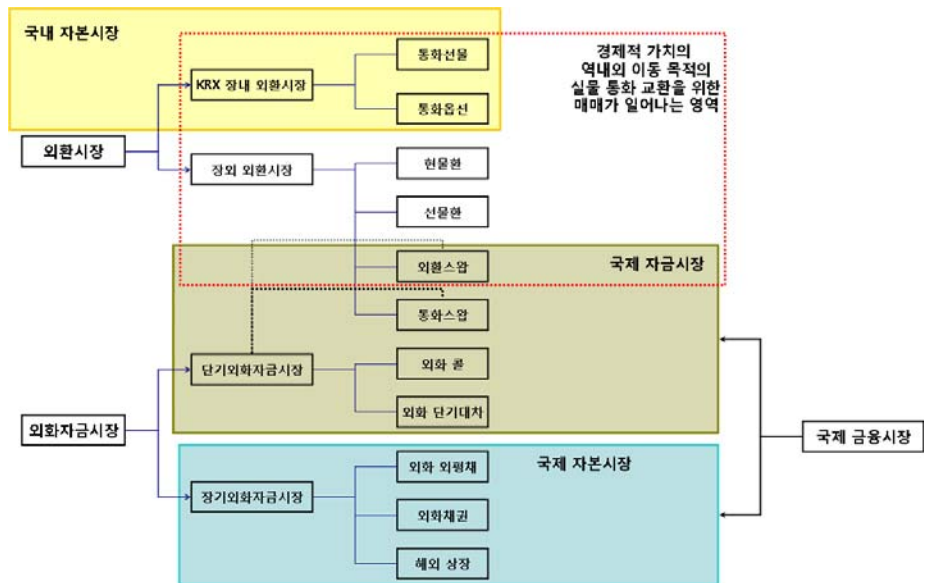 국내 자본시장
경제적 가치의
역내외 이동 목적의
실물 통화 교환을 위한
매매가 일어나는 영역
통화선물
KRX 장내 외환시장
통화옵션
외환시장
장외 외환시장
현물환
선물환
국제 자금시장
외환스왑
통화스왑
단기외화자금시장
외화 콜
외화 단기대차
외화자금시장
국제 금융시장
국제 자본시장
외화 외평채
장기외화자금시장
외화채권
해외 상장